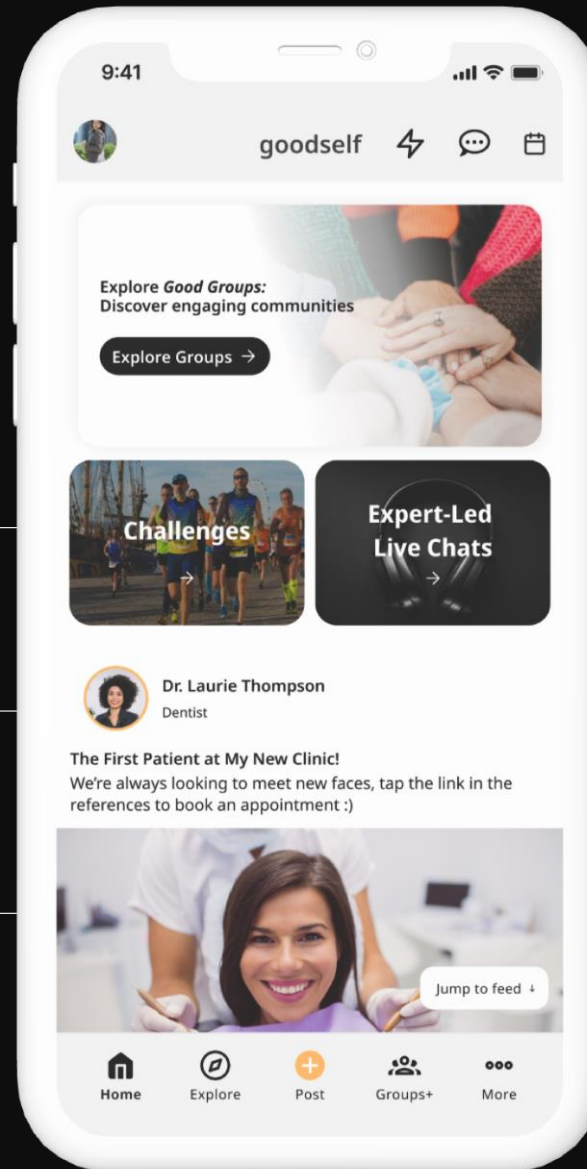 9:41
goodself
Explore Good Groups:
Discover engaging communities
Explore Groups →
Challenges
→
Expert-Led
Live Chats
→
Dr. Laurie Thompson
Dentist
The First Patient at My New Clinic!
We're always looking to meet new faces, tap the link in the
references to book an appointment :)
Jump to feed ↓
Home
Explore
Post
Groups+
More